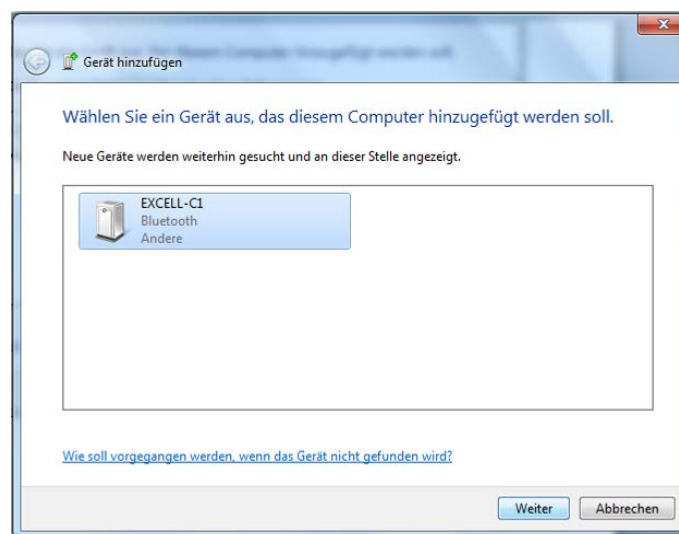 Gerät hinzufügen
Wählen Sie ein Gerät aus, das diesem Computer hinzugefügt werden soll.
Neue Geräte werden weiterhin gesucht und an dieser Stelle angezeigt.
EXCELL-C1
Bluetooth
Andere
Wie soll vorgegangen werden, wenn das Gerät nicht gefunden wird?
Weiter
Abbrechen